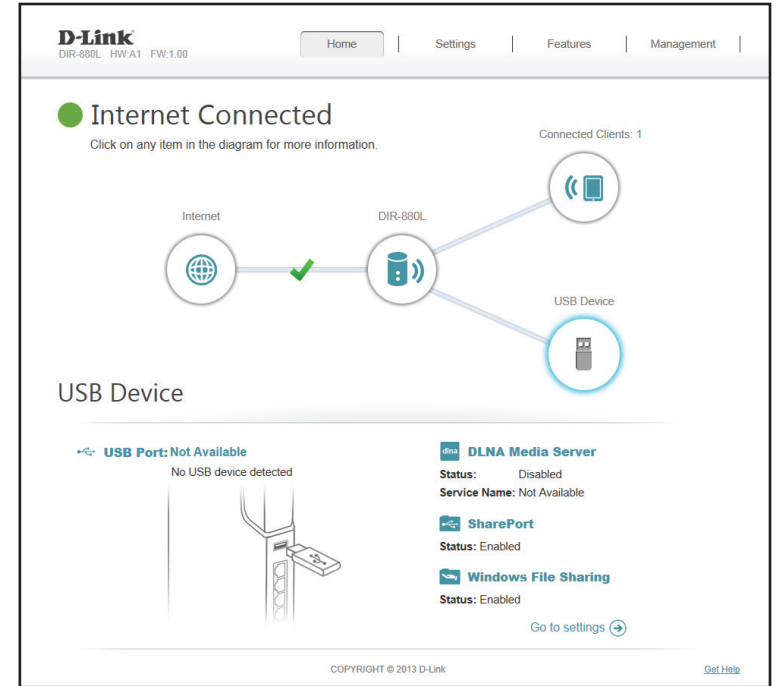 D-Link
DIR-880L HW:A1 FW:1.00
Home
Settings
Features
Management
Internet Connected
Click on any item in the diagram for more information.
Connected Clients: 1
Internet
DIR-880L
USB Device
USB Device
USB Port: Not Available
No USB device detected
dlna DLNA Media Server
Status: Disabled
Service Name: Not Available
SharePort
Status: Enabled
Windows File Sharing
Status: Enabled
Go to settings
COPYRIGHT © 2013 D-Link
Get Help